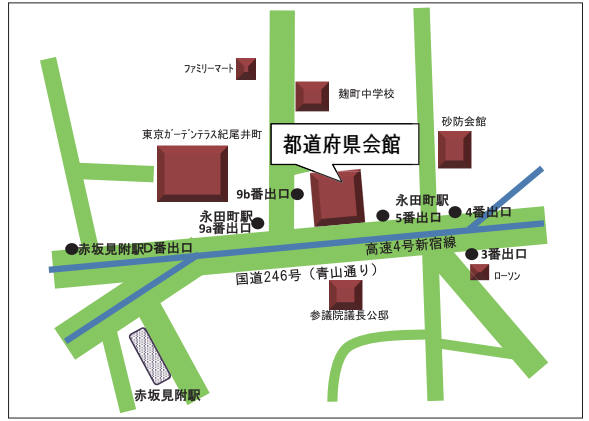 ﾌｧﾐﾘｰﾏｰﾄ
麹町中学校
東京ｶﾞｰﾃﾞﾝﾃﾗｽ紀尾井町
都道府県会館
砂防会館
9b番出口
永田町駅
9a番出口
永田町駅
5番出口
4番出口
赤坂見附駅D番出口
高速4号新宿線
3番出口
国道246号（青山通り）
ﾛｰｿﾝ
参議院議長公邸
赤坂見附駅